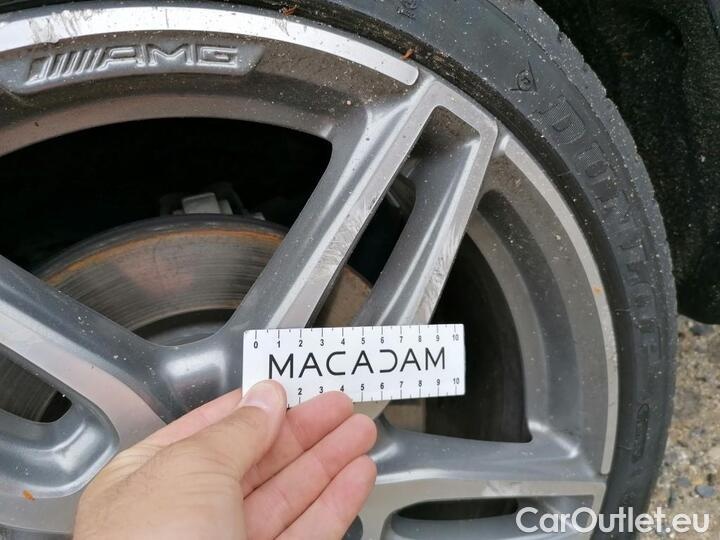 AMG
DUNLOP
0 1 2 3 4 5 6 7 8 9 10
MACADAM
2 3 4 5 6 7 8 9 10
CarOutlet.eu